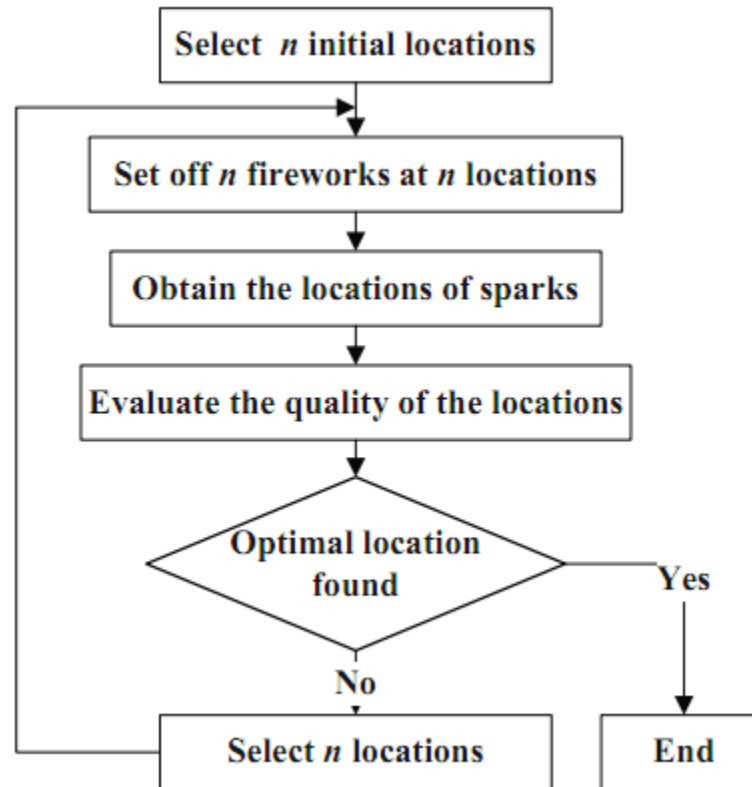 Select n initial locations
Set off n fireworks at n locations
Obtain the locations of sparks
Evaluate the quality of the locations
Optimal location
found
Yes
No
Select n locations
End